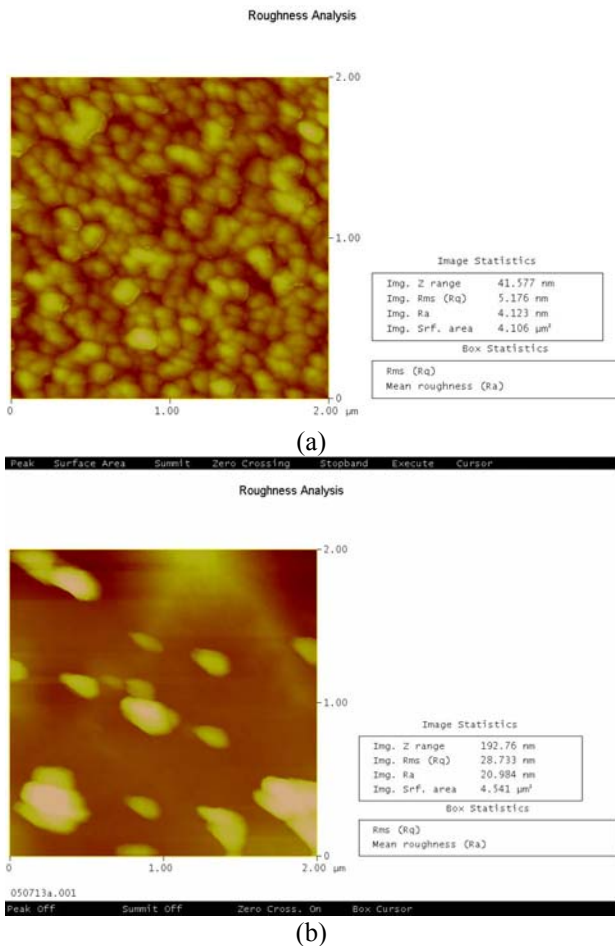 Roughness Analysis
2.00
1.00
0
0 1.00 2.00 µm
Image Statistics
Img. Z range 41.577 nm
Img. Rms (Rq) 5.176 nm
Img. Ra 4.123 nm
Img. Srf. area 4.106 µm²
Box Statistics
Rms (Rq)
Mean roughness (Ra)
(a)
Peak Surface Area Summit Zero Crossing Stopband Execute Cursor
Roughness Analysis
2.00
1.00
0
0 1.00 2.00
µm
Image Statistics
Img. Z range 192.76 nm
Img. Rms (Rq) 28.733 nm
Img. Ra 20.984 nm
Img. Srf. area 4.541 µm²
Box Statistics
Rms (Rq)
Mean roughness (Ra)
050713a.001
Peak Off Summit Off Zero Cross. On Box Cursor
(b)